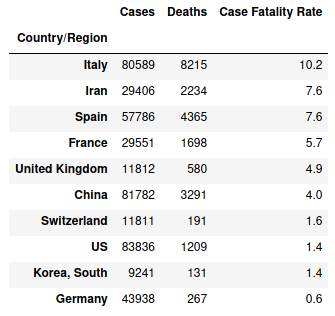 Cases Deaths Case Fatality Rate
Country/Region
Italy 80589 8215 10.2
Iran 29406 2234 7.6
Spain 57786 4365 7.6
France 29551 1698 5.7
United Kingdom 11812 580 4.9
China 81782 3291 4.0
Switzerland 11811 191 1.6
US 83836 1209 1.4
Korea, South 9241 131 1.4
Germany 43938 267 0.6